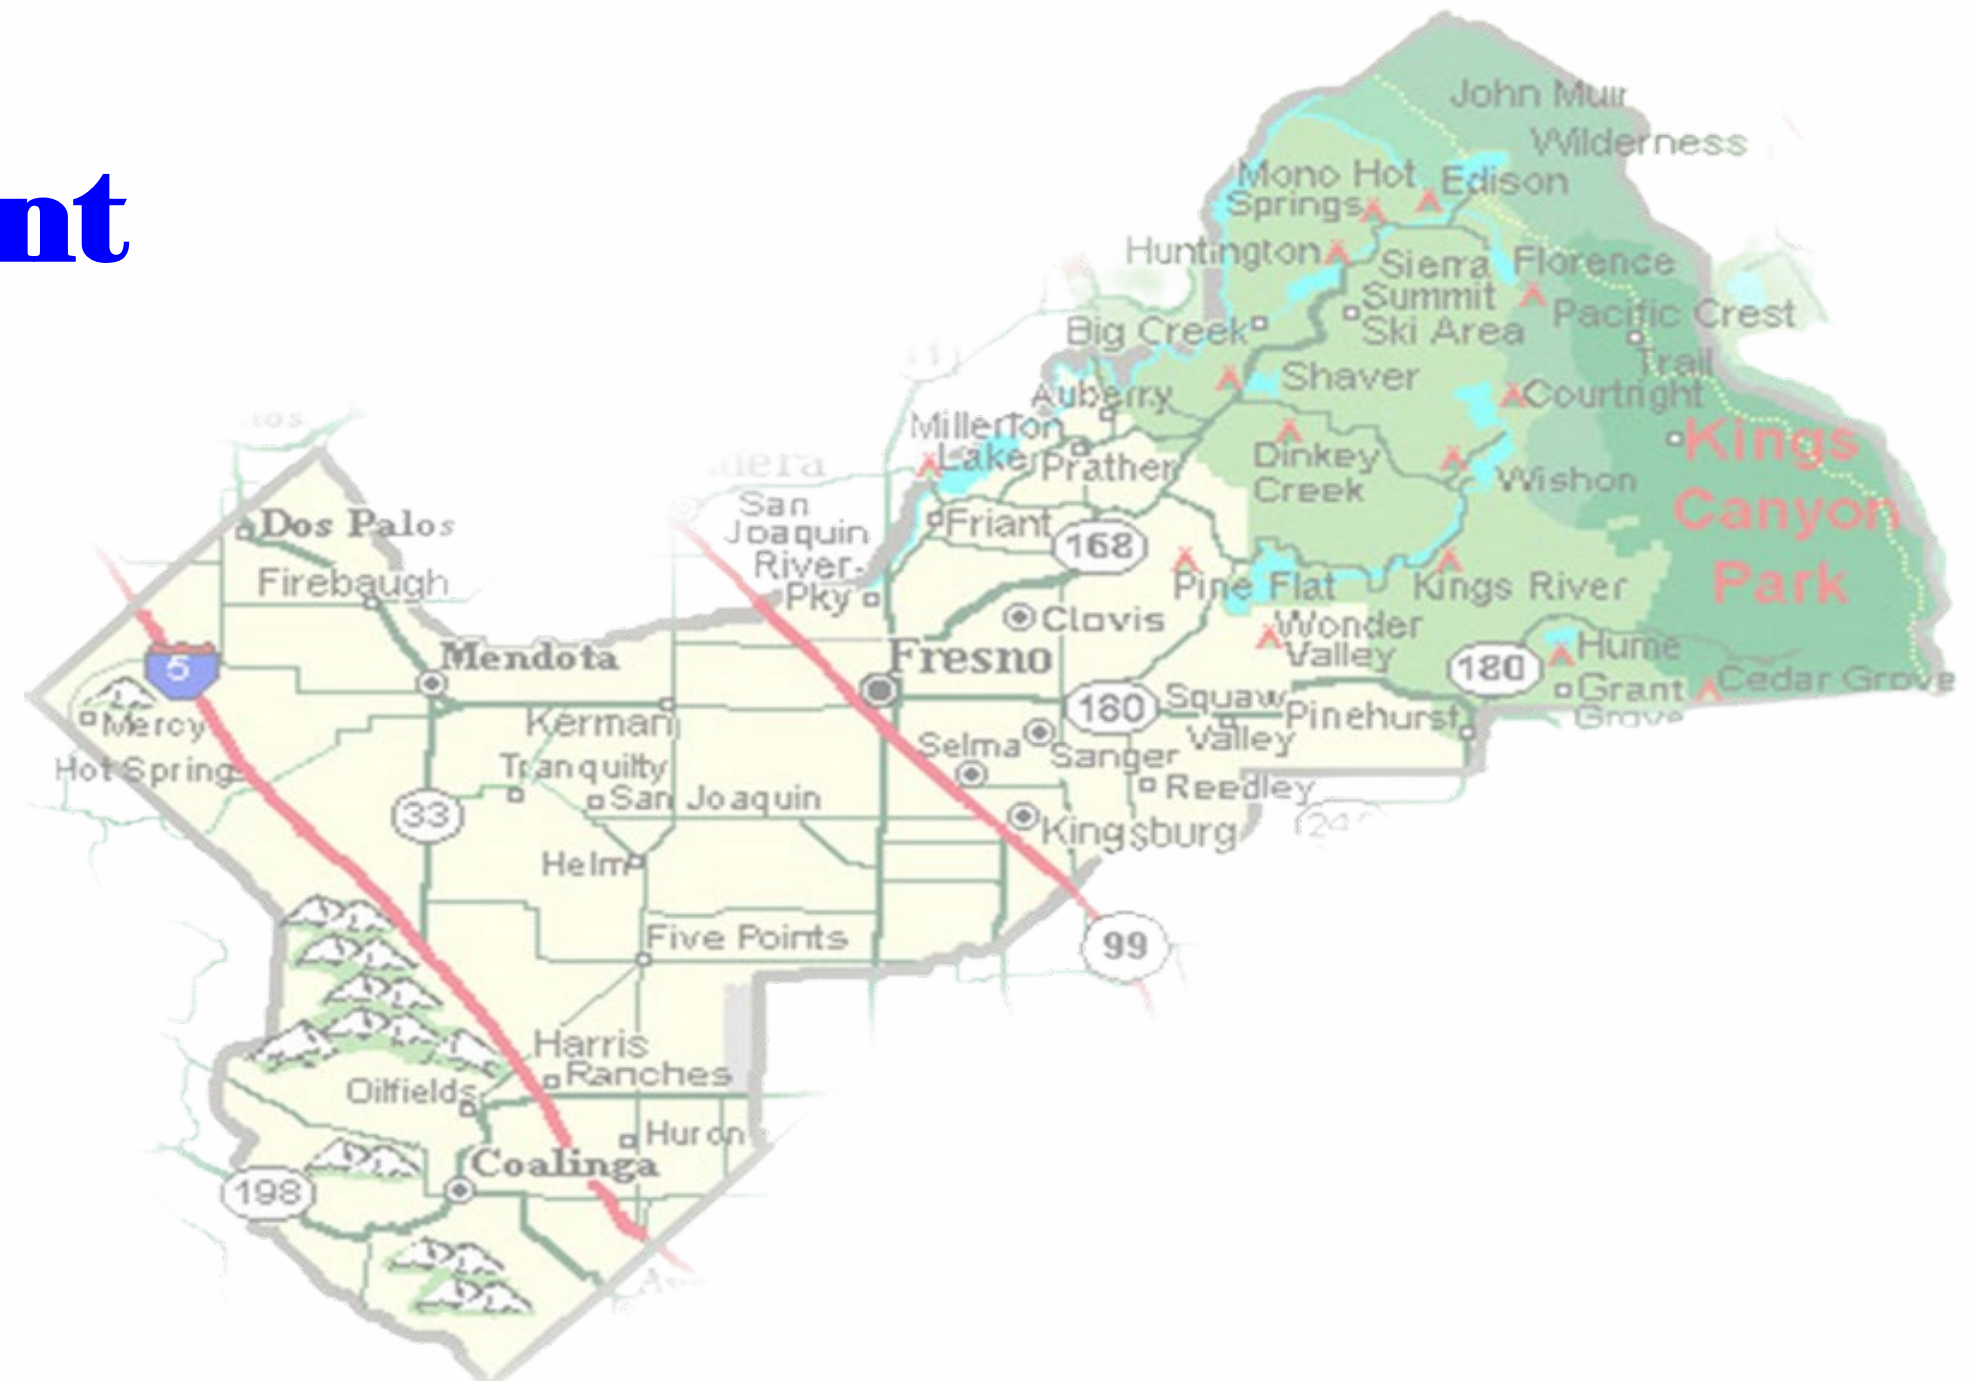 nt
John Muir
Wilderness
Mono Hot
Springs
Edison
Huntington
Sierra
Summit
Ski Area
Florence
Pacific Crest
Trail
Big Creek
Shaver
Courtright
Auberry
Millerton
Lake
Prather
Dinkey
Creek
Wishon
Kings
Canyon
Park
San
Joaquin
River-
Pky
Friant
168
Dos Palos
Firebaugh
Pine Flat
Kings River
Clovis
Wonder
Valley
Mendota
Fresno
5
180
Hume
Grant
Grove
Cedar Grove
Mercy
Hot Springs
Kerman
180
Squaw
Valley
Pinehurst
Selma
Sanger
Tranquilty
San Joaquin
Reedley
33
Kingsburg
Helm
Five Points
99
Harris
Ranches
Oilfields
Huron
Coalinga
198